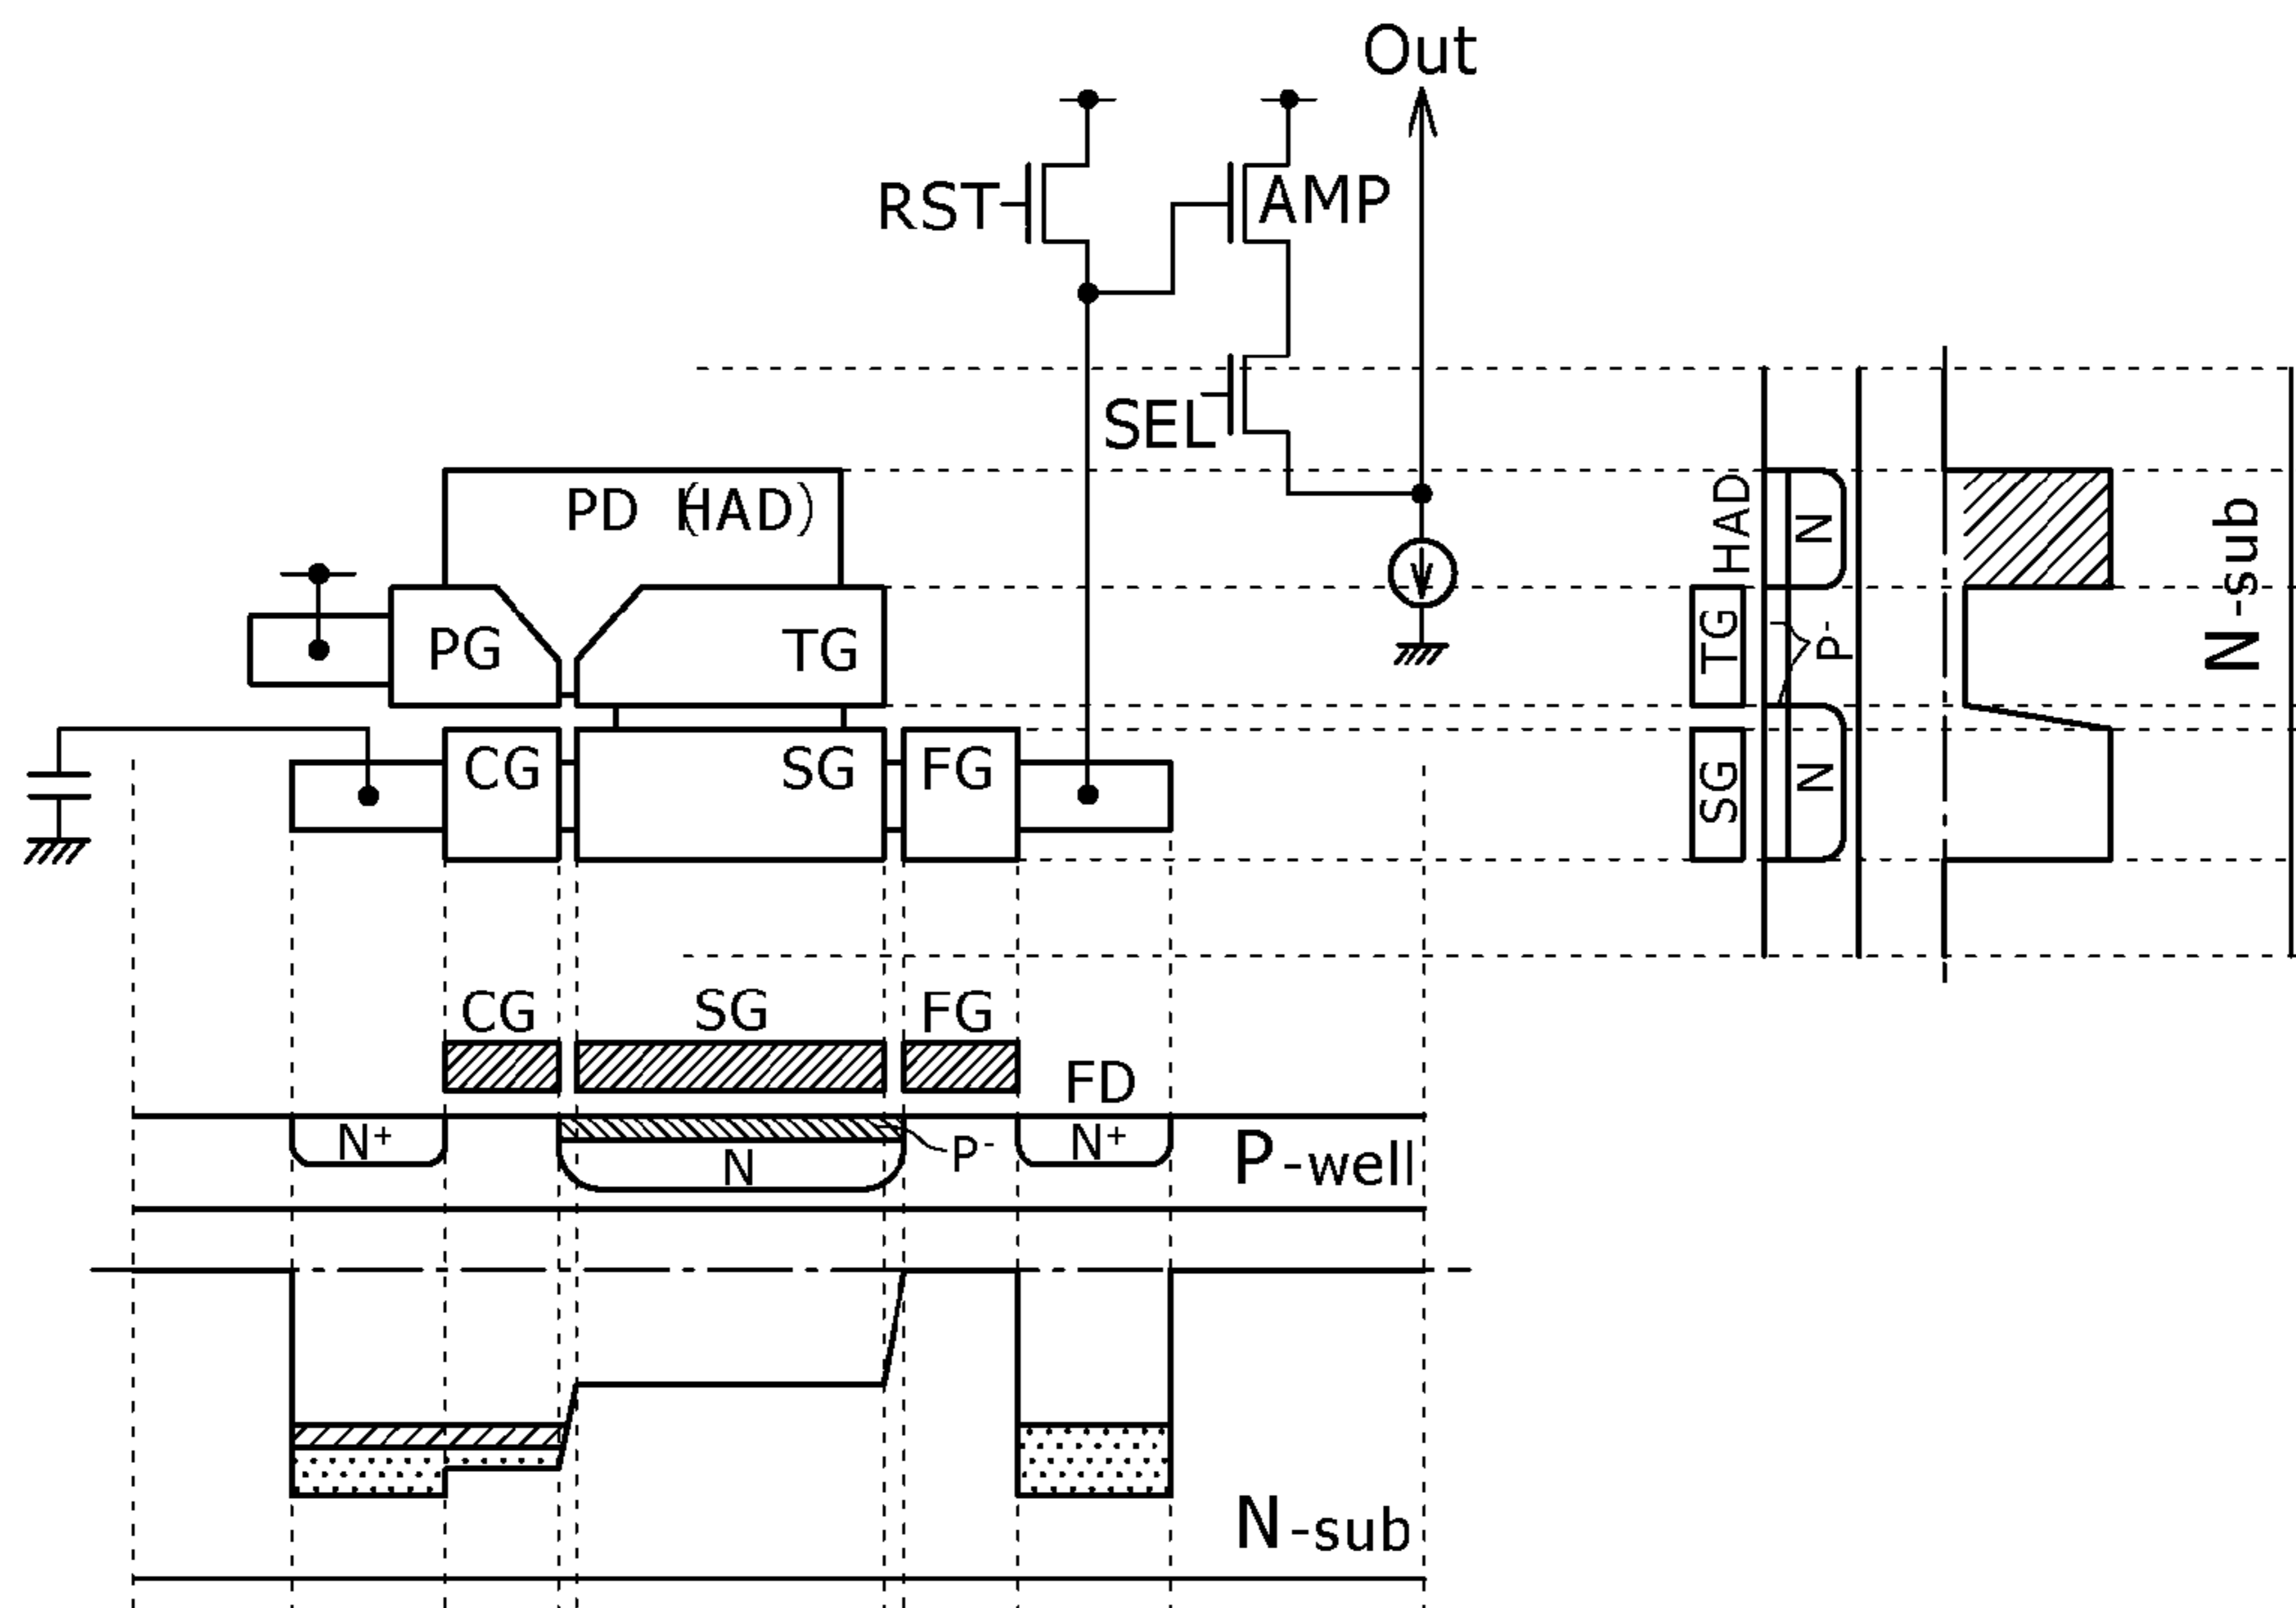 Out
RST
AMP
SEL
PD (HAD)
PG
TG
CG
SG
FG
HAD
N
TG
P-
SG
N
N-sub
CG
SG
FG
FD
N+
N
P-
N+
P-well
N-sub